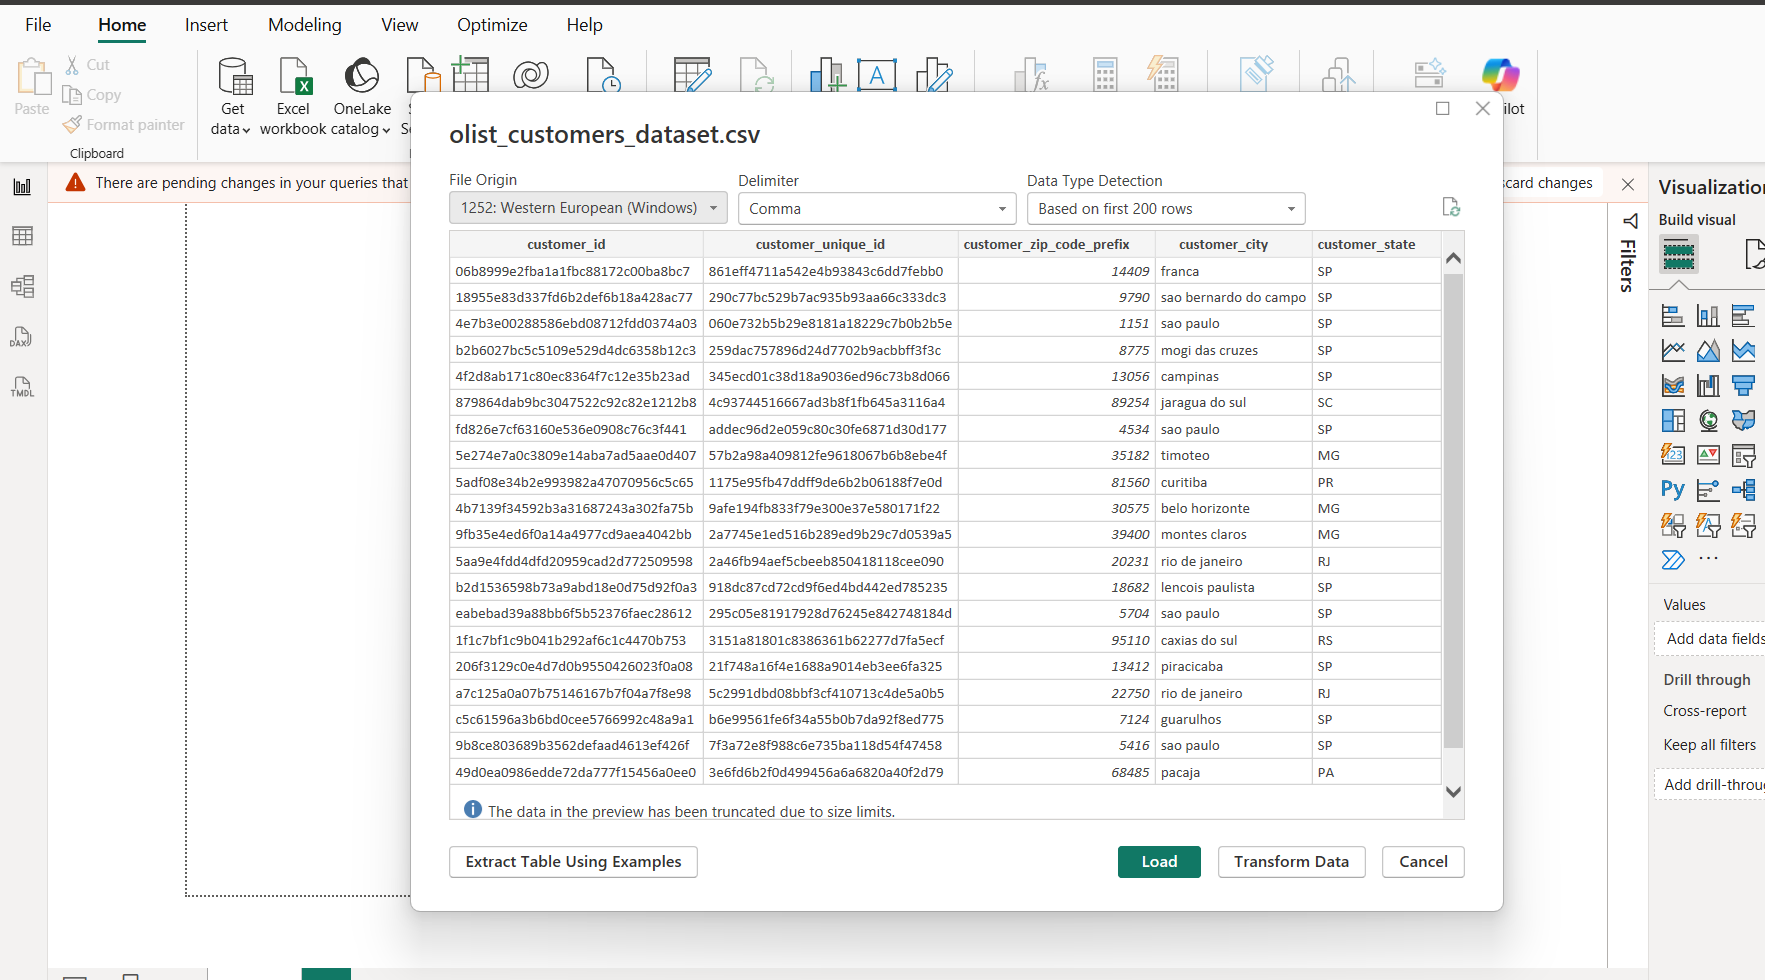 File Home Insert Modeling View Optimize Help
Paste
Cut
Copy
Format painter
Clipboard
Get data
Excel workbook
OneLake catalog
There are pending changes in your queries that
card changes
olist_customers_dataset.csv
File Origin Delimiter Data Type Detection
1252: Western European (Windows) Comma Based on first 200 rows
customer_id customer_unique_id customer_zip_code_prefix customer_city customer_state
06b8999e2fba1a1fbc88172c00ba8bc7 861eff4711a542e4b93843c6dd7febb0 14409 franca SP
18955e83d337fd6b2def6b18a428ac77 290c77bc529b7ac935b93aa66c333dc3 9790 sao bernardo do campo SP
4e7b3e00288586ebd08712fdd0374a03 060e732b5b29e8181a18229c7b0b2b5e 1151 sao paulo SP
b2b6027bc5c5109e529d4dc6358b12c3 259dac757896d24d7702b9acbbff3f3c 8775 mogi das cruzes SP
4f2d8ab171c80ec8364f7c12e35b23ad 345ecd01c38d18a9036ed96c73b8d066 13056 campinas SP
879864dab9bc3047522c92c82e1212b8 4c93744516667ad3b8f1fb645a3116a4 89254 jaragua do sul SC
fd826e7cf63160e536e0908c76c3f441 addec96d2e059c80c30fe6871d30d177 4534 sao paulo SP
5e274e7a0c3809e14aba7ad5aae0d407 57b2a98a409812fe9618067b6b8ebe4f 35182 timoteo MG
5adf08e34b2e993982a47070956c5c65 1175e95fb47ddff9de6b2b06188f7e0d 81560 curitiba PR
4b7139f34592b3a31687243a302fa75b 9afe194fb833f79e300e37e580171f22 30575 belo horizonte MG
9fb35e4ed6f0a14a4977cd9aea4042bb 2a7745e1ed516b289ed9b29c7d0539a5 39400 montes claros MG
5aa9e4fdd4dfd20959cad2d772509598 2a46fb94aef5cbeeb850418118cee090 20231 rio de janeiro RJ
b2d1536598b73a9abd18e0d75d92f0a3 918dc87cd72cd9f6ed4bd442ed785235 18682 lencois paulista SP
eabebad39a88bb6f5b52376faec28612 295c05e81917928d76245e842748184d 5704 sao paulo SP
1f1c7bf1c9b041b292af6c1c4470b753 3151a81801c8386361b62277d7fa5ecf 95110 caxias do sul RS
206f3129c0e4d7d0b9550426023f0a08 21f748a16f4e1688a9014eb3ee6fa325 13412 piracicaba SP
a7c125a0a07b75146167b7f04a7f8e98 5c2991dbd08bbf3cf410713c4de5a0b5 22750 rio de janeiro RJ
c5c61596a3b6bd0cee5766992c48a9a1 b6e99561fe6f34a55b0b7da92f8ed775 7124 guarulhos SP
9b8ce803689b3562defaad4613ef426f 7f3a72e8f988c6e735ba118d54f47458 5416 sao paulo SP
49d0ea0986edde72da777f15456a0ee0 3e6fd6b2f0d499456a6a6820a40f2d79 68485 pacaja PA
The data in the preview has been truncated due to size limits.
Extract Table Using Examples Load Transform Data Cancel
DAX
TMDL
Filters
ilot
Visualizatio
Build visual
123
Py
Values
Add data fields
Drill through
Cross-report
Keep all filters
Add drill-throu